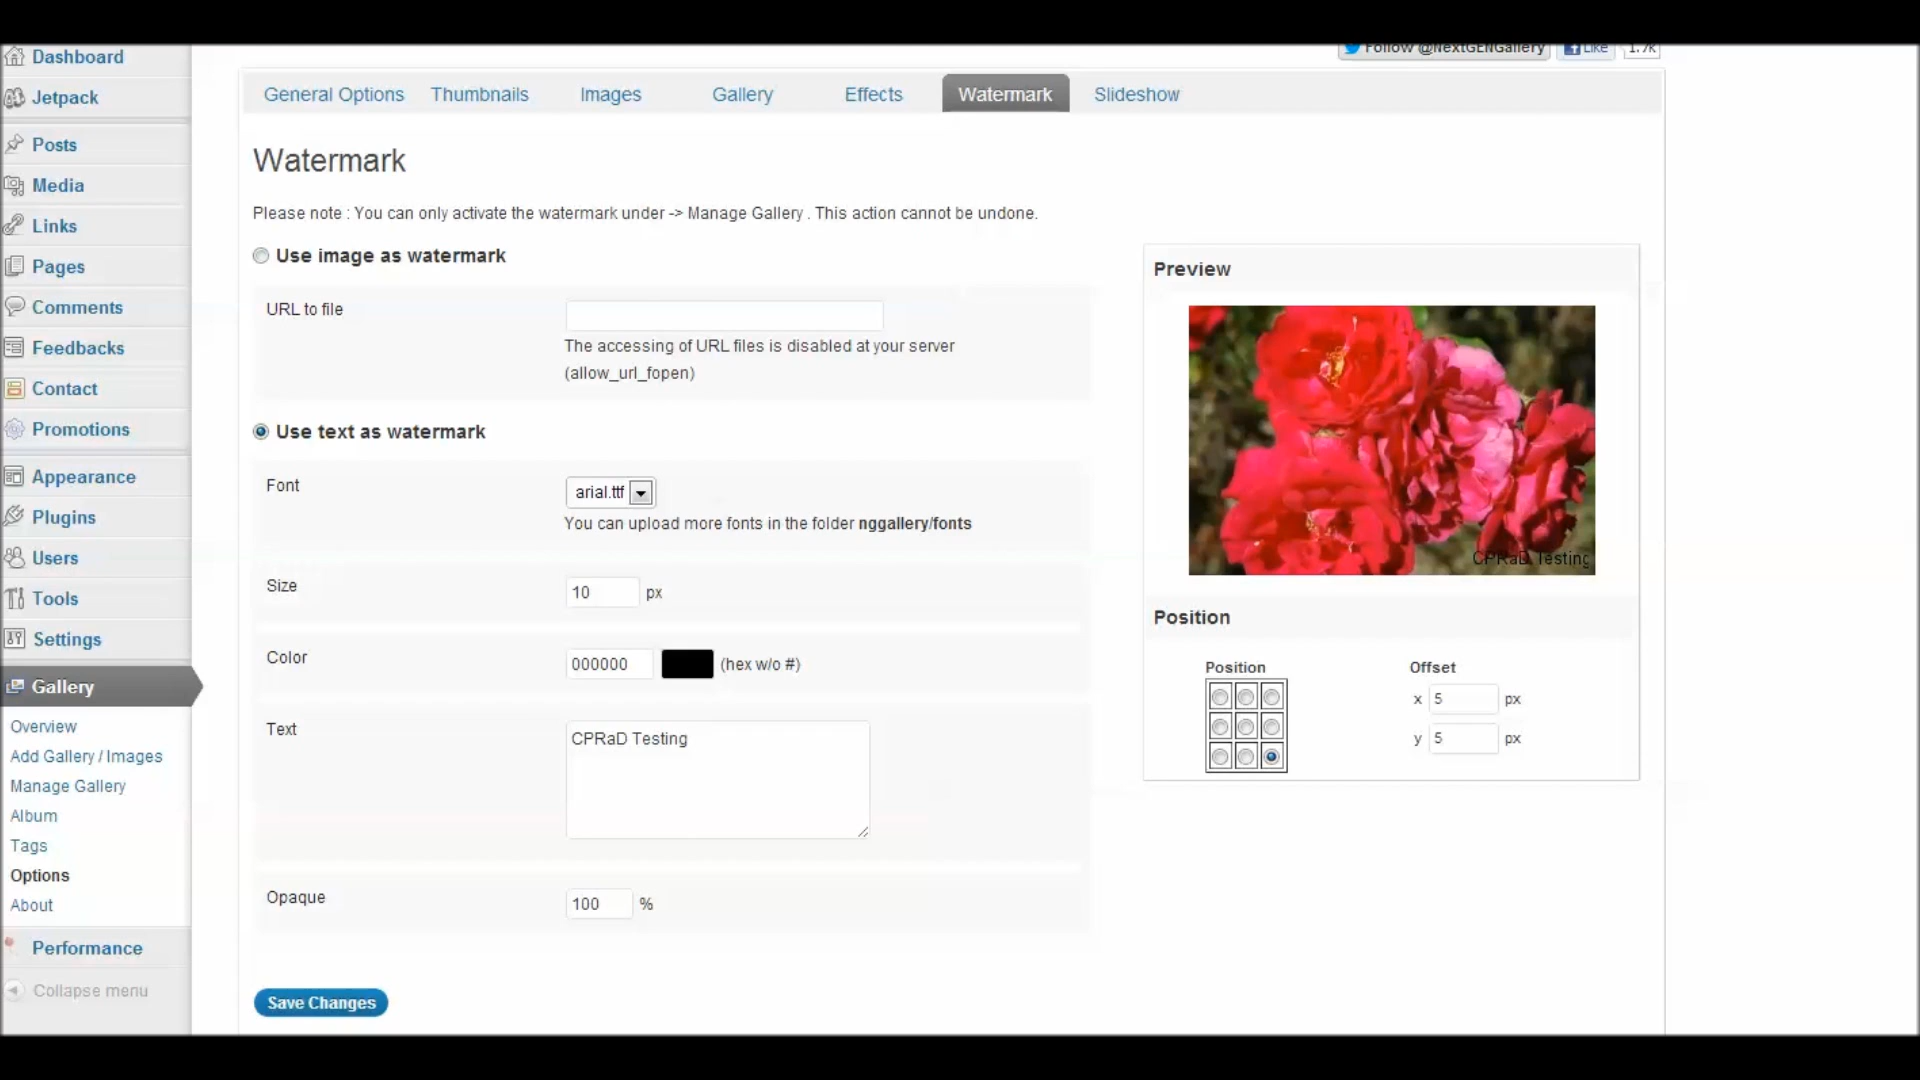 Follow @NextGENGallery Like 1.7k
Dashboard
Jetpack
Posts
Media
Links
Pages
Comments
Feedbacks
Contact
Promotions
Appearance
Plugins
Users
Tools
Settings
Gallery
Overview
Add Gallery / Images
Manage Gallery
Album
Tags
Options
About
Performance
Collapse menu
General Options Thumbnails Images Gallery Effects Watermark Slideshow
Watermark
Please note : You can only activate the watermark under -> Manage Gallery . This action cannot be undone.
Use image as watermark
URL to file
The accessing of URL files is disabled at your server
(allow_url_fopen)
Use text as watermark
Font arial.ttf
You can upload more fonts in the folder nggallery/fonts
Size 10 px
Color 000000 (hex w/o #)
Text CPRaD Testing
Opaque 100 %
Save Changes
Preview
CPRaD Testing
Position
Position Offset
x 5 px
y 5 px